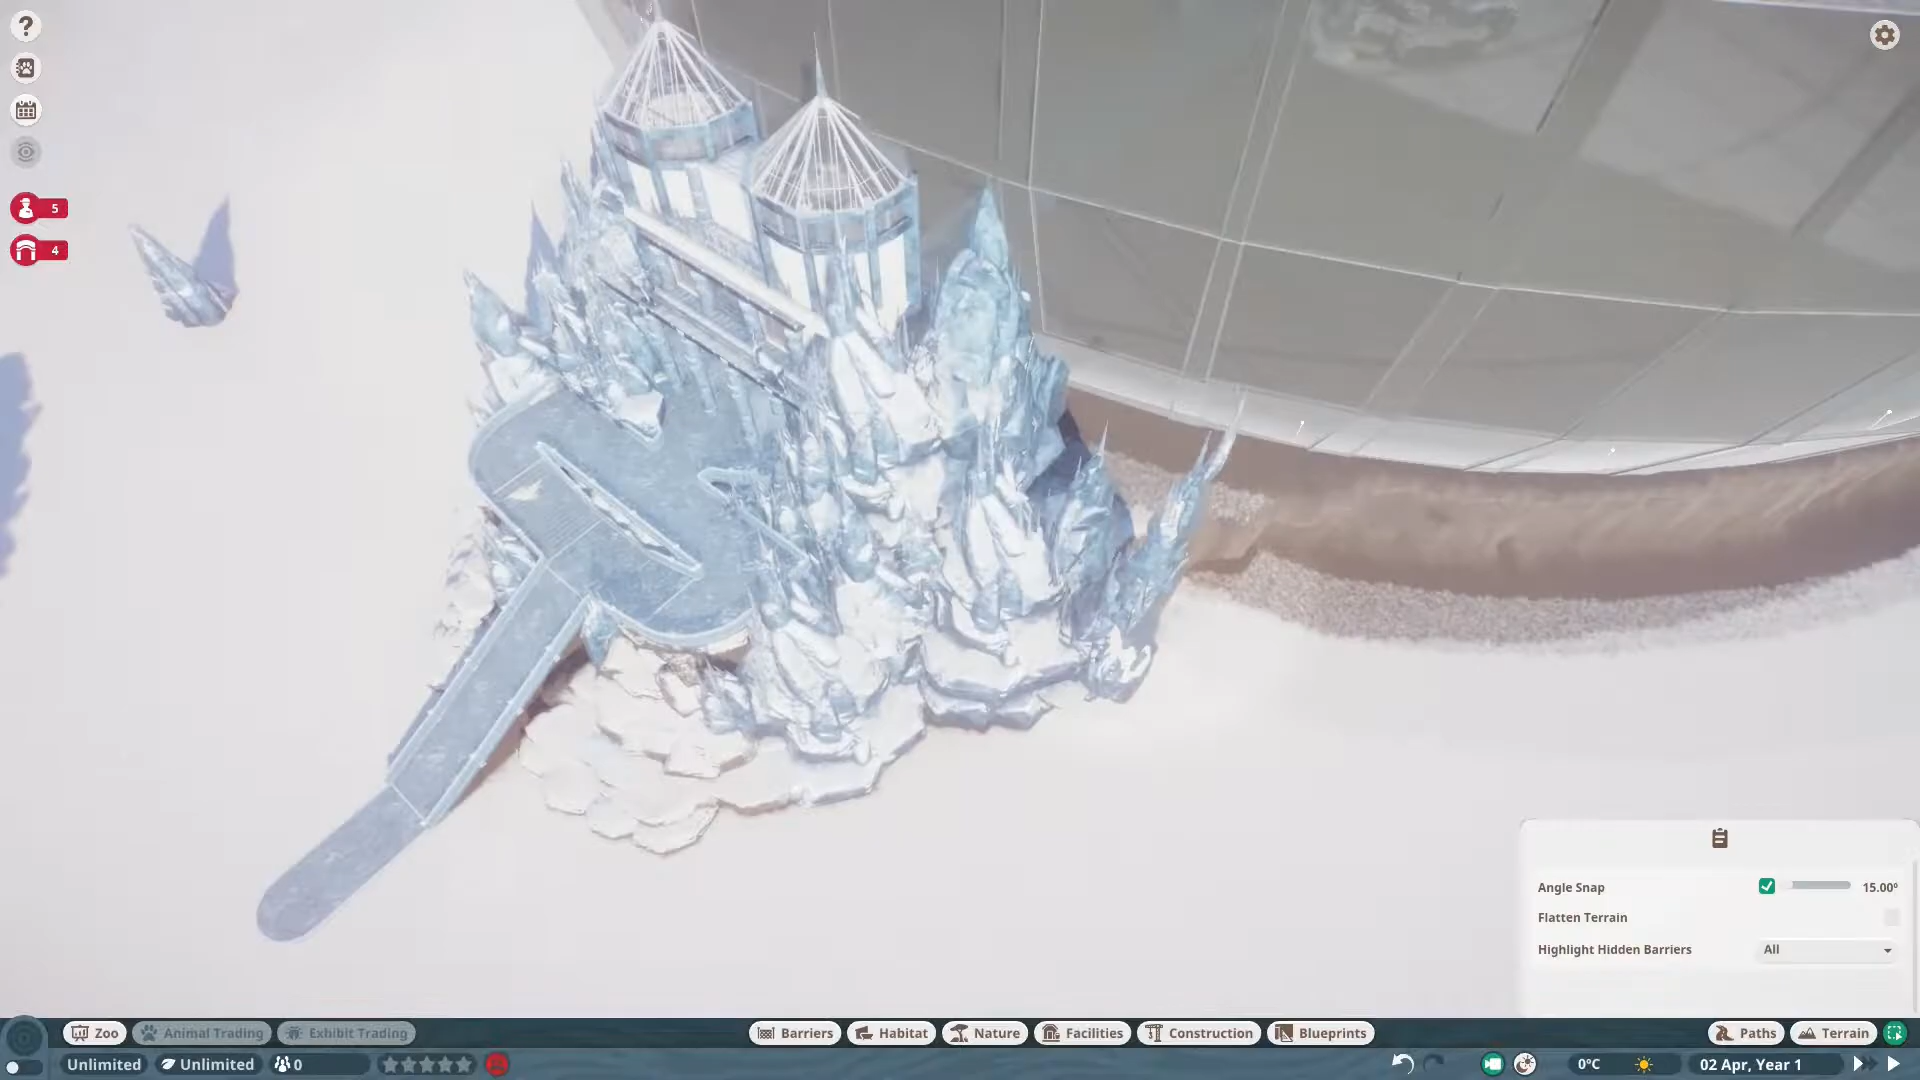 ?
5
4
Angle Snap 15.00°
Flatten Terrain
Highlight Hidden Barriers All
Zoo Animal Trading Exhibit Trading Barriers Habitat Nature Facilities Construction Blueprints Paths Terrain
Unlimited Unlimited 0 0°C 02 Apr, Year 1